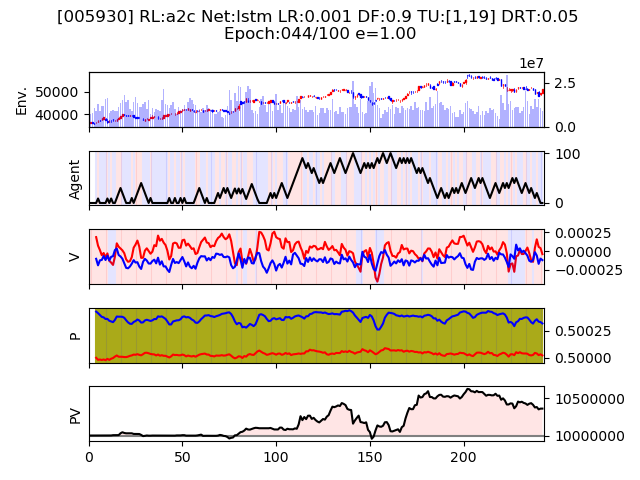 [005930] RL:a2c Net:lstm LR:0.001 DF:0.9 TU:[1,19] DRT:0.05
Epoch:044/100 e=1.00
1e7
Env.
50000
40000
2.5
0.0
Agent
100
0
V
0.00025
0.00000
−0.00025
P
0.50025
0.50000
PV
10500000
10000000
0
50
100
150
200